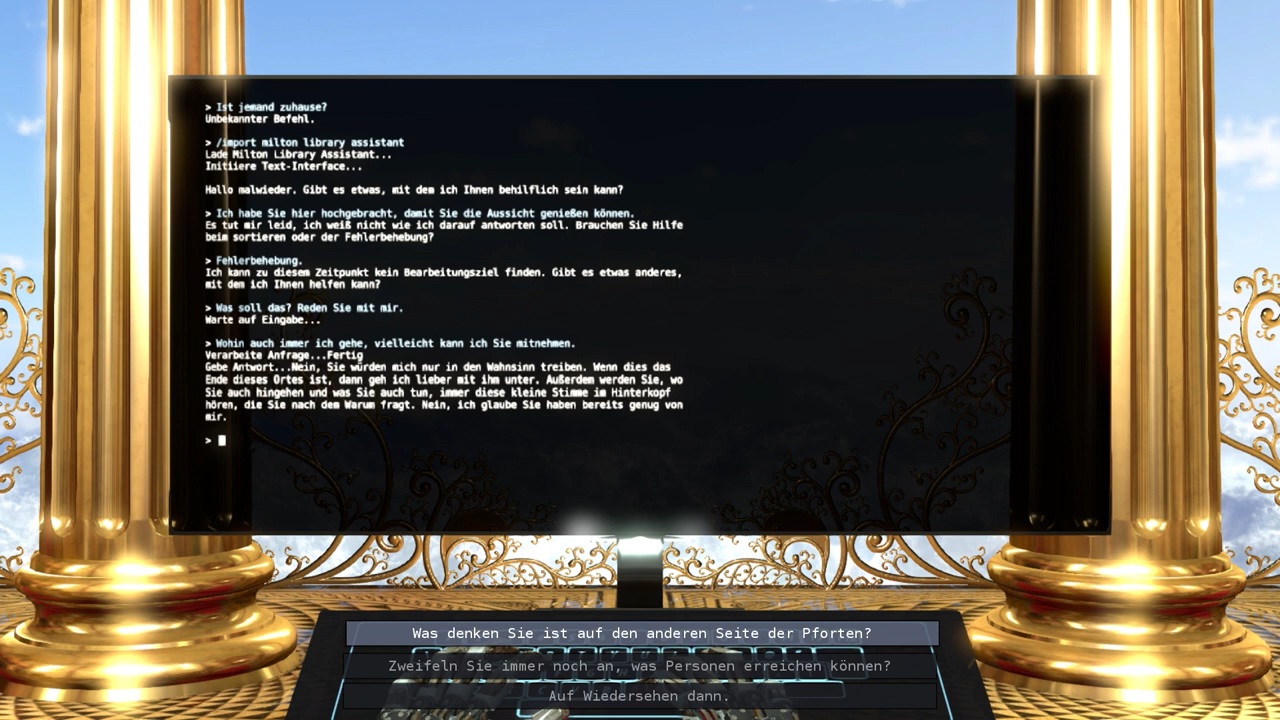 > Ist jemand zuhause?
Unbekannter Befehl.
> /import milton library assistant
Lade Milton Library Assistant...
Initiiere Text-Interface...
Hallo malwieder. Gibt es etwas, mit dem ich Ihnen behilflich sein kann?
> Ich habe Sie hier hochgebracht, damit Sie die Aussicht genießen können.
Es tut mir leid, ich weiß nicht wie ich darauf antworten soll. Brauchen Sie Hilfe
beim sortieren oder der Fehlerbehebung?
> Fehlerbehebung.
Ich kann zu diesem Zeitpunkt kein Bearbeitungsziel finden. Gibt es etwas anderes,
mit dem ich Ihnen helfen kann?
> Was soll das? Reden Sie mit mir.
Warte auf Eingabe...
> Wohin auch immer ich gehe, vielleicht kann ich Sie mitnehmen.
Verarbeite Anfrage...Fertig
Gebe Antwort...Nein, Sie würden mich nur in den Wahnsinn treiben. Wenn dies das
Ende dieses Ortes ist, dann geh ich lieber mit ihm unter. Außerdem werden Sie, wo
Sie auch hingehen und was Sie auch tun, immer diese kleine Stimme im Hinterkopf
hören, die Sie nach dem Warum fragt. Nein, ich glaube Sie haben bereits genug von
mir.
>
Was denken Sie ist auf den anderen Seite der Pforten?
Zweifeln Sie immer noch an, was Personen erreichen können?
Auf Wiedersehen dann.